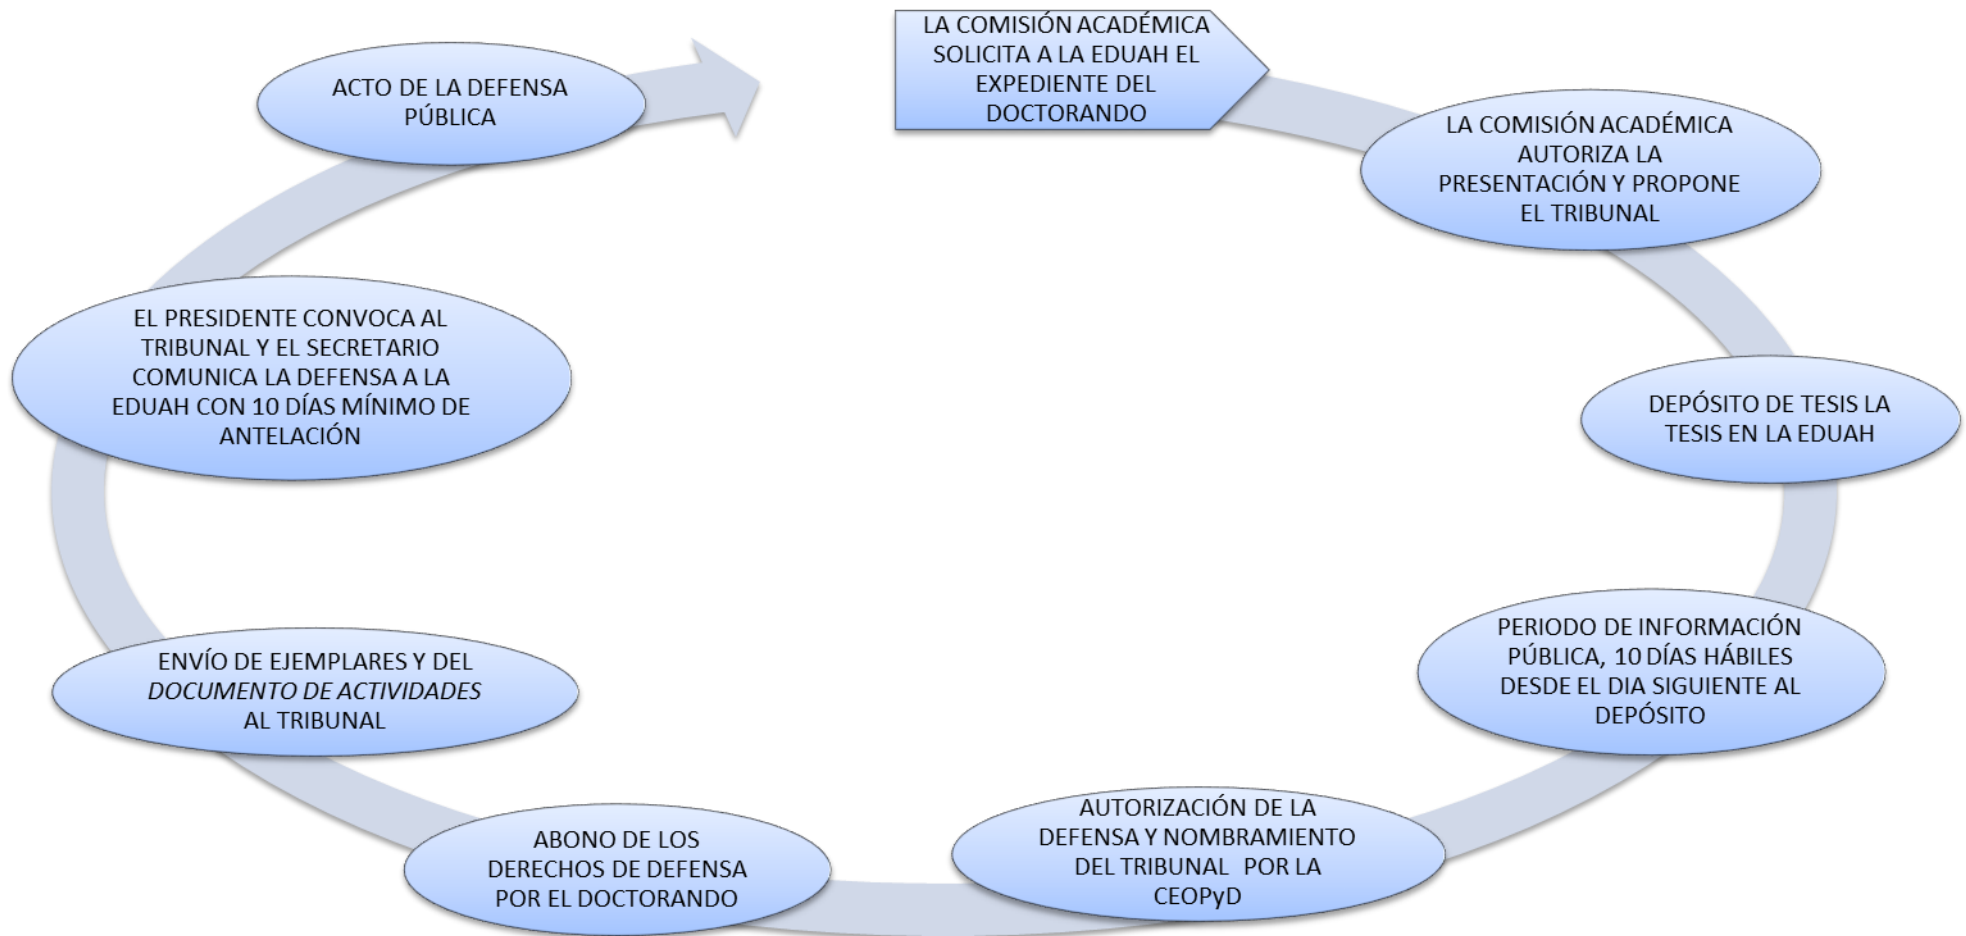 LA COMISIÓN ACADÉMICA
SOLICITA A LA EDUAH EL
EXPEDIENTE DEL
DOCTORANDO
LA COMISIÓN ACADÉMICA
AUTORIZA LA
PRESENTACIÓN Y PROPONE
EL TRIBUNAL
DEPÓSITO DE TESIS LA
TESIS EN LA EDUAH
PERIODO DE INFORMACIÓN
PÚBLICA, 10 DÍAS HÁBILES
DESDE EL DIA SIGUIENTE AL
DEPÓSITO
AUTORIZACIÓN DE LA
DEFENSA Y NOMBRAMIENTO
DEL TRIBUNAL POR LA
CEOPyD
ABONO DE LOS
DERECHOS DE DEFENSA
POR EL DOCTORANDO
ENVÍO DE EJEMPLARES Y DEL
DOCUMENTO DE ACTIVIDADES
AL TRIBUNAL
EL PRESIDENTE CONVOCA AL
TRIBUNAL Y EL SECRETARIO
COMUNICA LA DEFENSA A LA
EDUAH CON 10 DÍAS MÍNIMO DE
ANTELACIÓN
ACTO DE LA DEFENSA
PÚBLICA